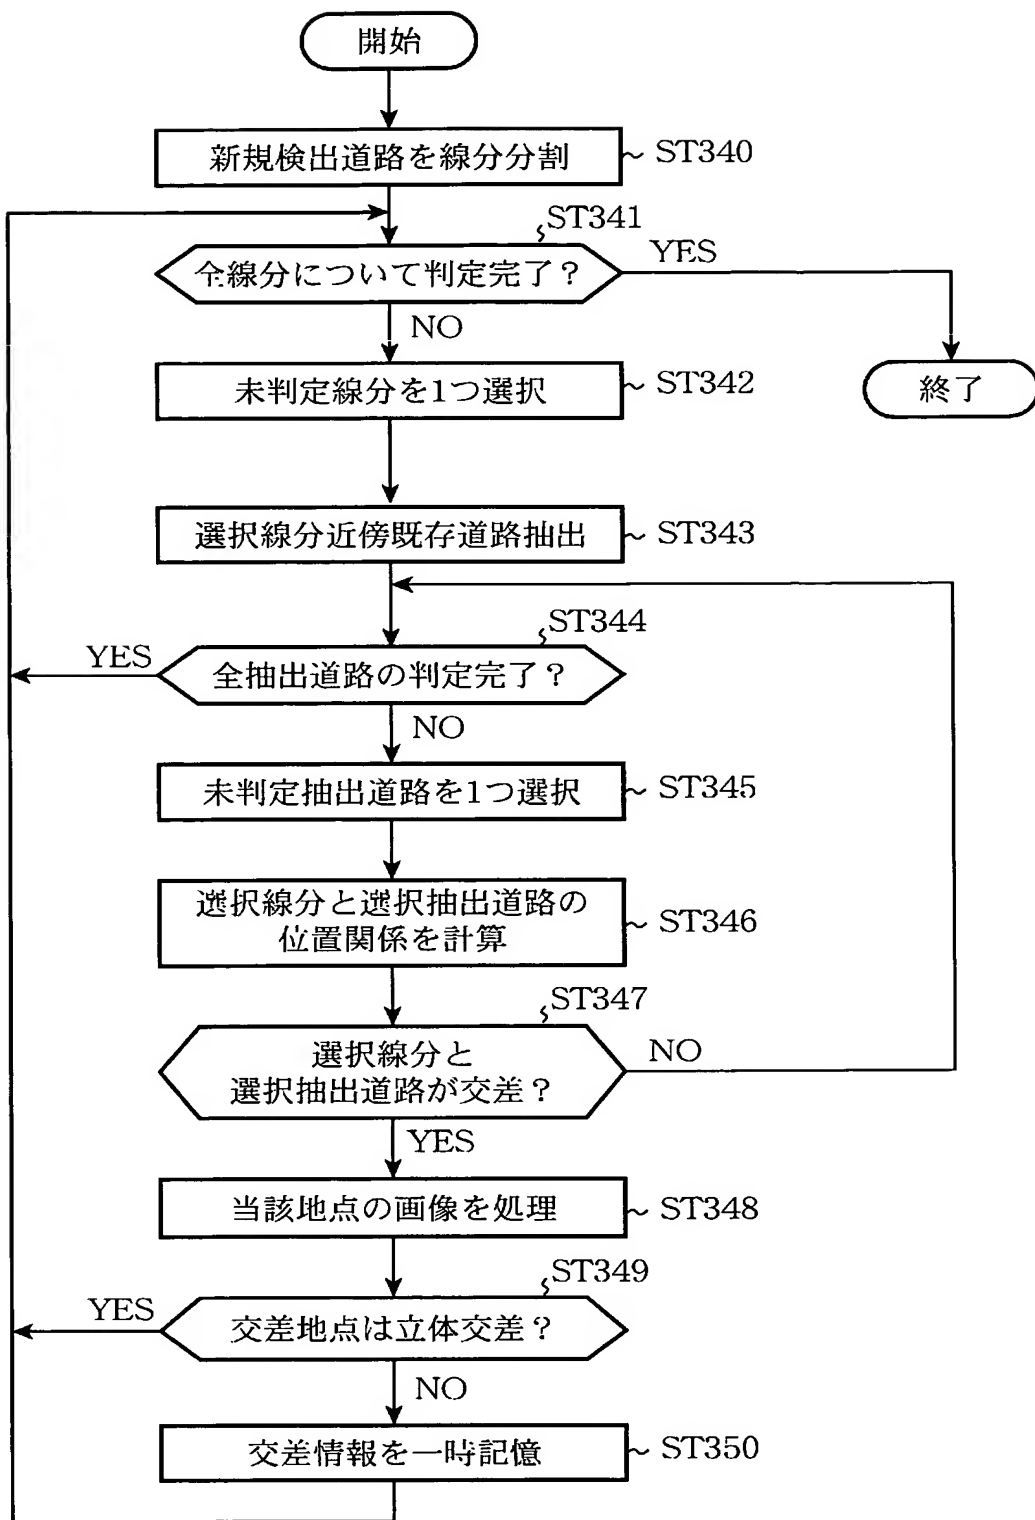 開始
新規検出道路を線分分割
ST340
ST341
全線分について判定完了?
YES
NO
未判定線分を1つ選択
ST342
終了
選択線分近傍既存道路抽出
ST343
ST344
YES
全抽出道路の判定完了?
NO
未判定抽出道路を1つ選択
ST345
選択線分と選択抽出道路の
位置関係を計算
ST346
ST347
選択線分と
選択抽出道路が交差?
NO
YES
当該地点の画像を処理
ST348
ST349
YES
交差地点は立体交差?
NO
交差情報を一時記憶
ST350